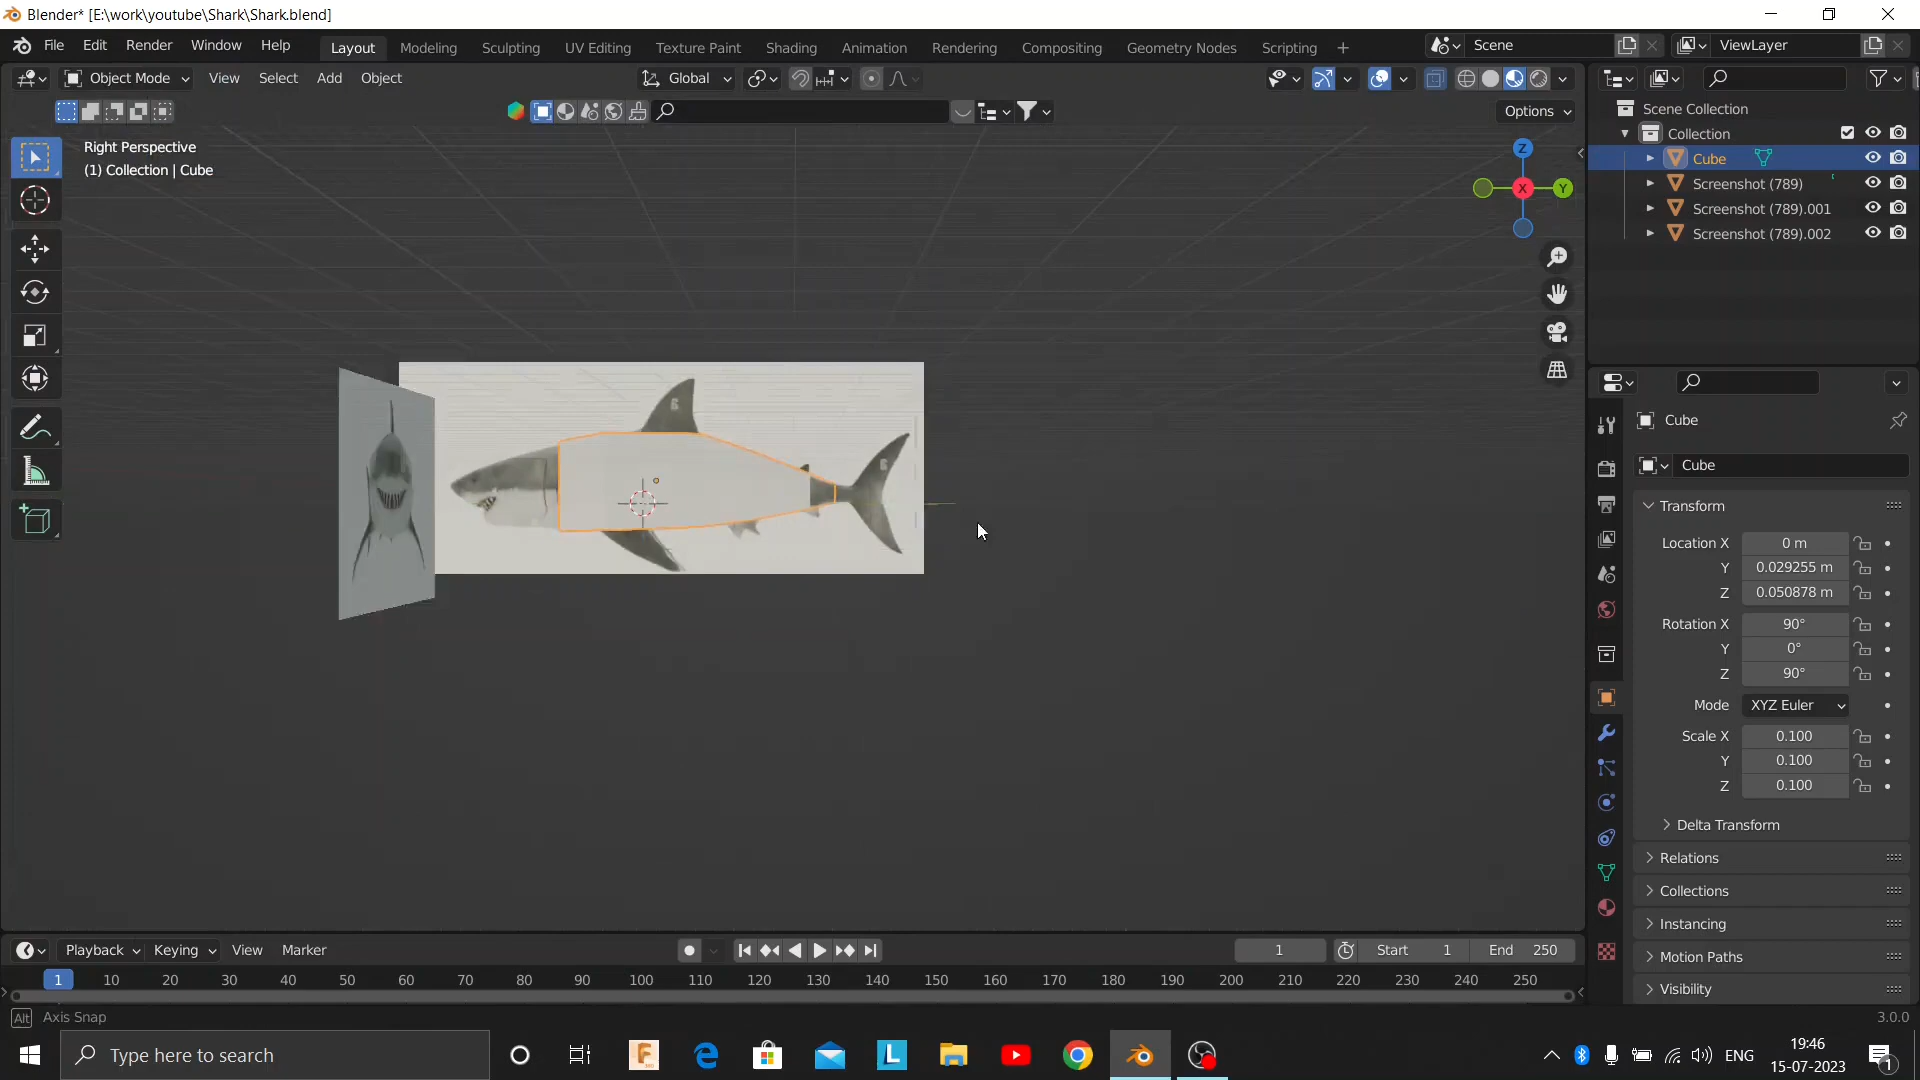 Blender* [E:\work\youtube\Shark\Shark.blend]
File Edit Render Window Help Layout Modeling Sculpting UV Editing Texture Paint Shading Animation Rendering Compositing Geometry Nodes Scripting + Scene ViewLayer
Object Mode View Select Add Object Global
Options
Right Perspective
(1) Collection | Cube
Z
X
Y
Scene Collection
Collection
Cube
Screenshot (789)
Screenshot (789).001
Screenshot (789).002
Cube
Cube
Transform
Location X 0 m
Y 0.029255 m
Z 0.050878 m
Rotation X 90°
Y 0°
Z 90°
Mode XYZ Euler
Scale X 0.100
Y 0.100
Z 0.100
Delta Transform
Relations
Collections
Instancing
Motion Paths
Visibility
Playback Keying View Marker 1 Start 1 End 250
1 10 20 30 40 50 60 70 80 90 100 110 120 130 140 150 160 170 180 190 200 210 220 230 240 250
Alt Axis Snap 3.0.0
Type here to search
ENG
19:46
15-07-2023
1